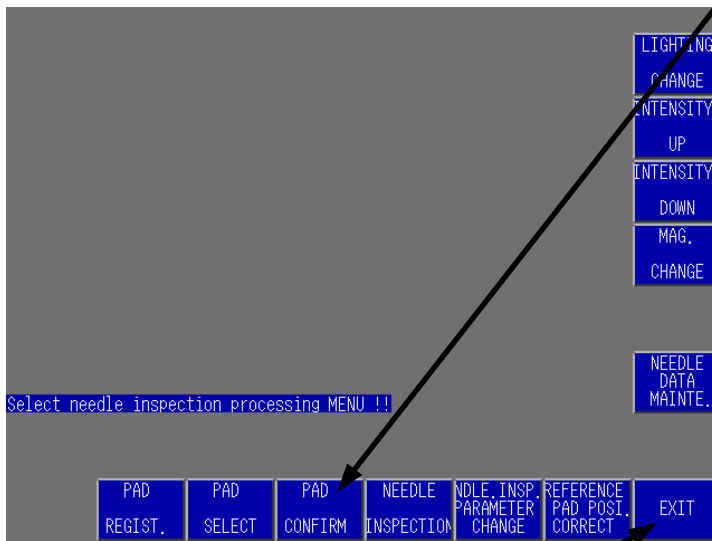 LIGHTING
CHANGE
INTENSITY
UP
INTENSITY
DOWN
MAG.
CHANGE
NEEDLE
DATA
MAINTE.
Select needle inspection processing MENU !!
PAD
REGIST.
PAD
SELECT
PAD
CONFIRM
NEEDLE
INSPECTION
NDLE.INSP.
PARAMETER
CHANGE
REFERENCE
PAD POSI.
CORRECT
EXIT